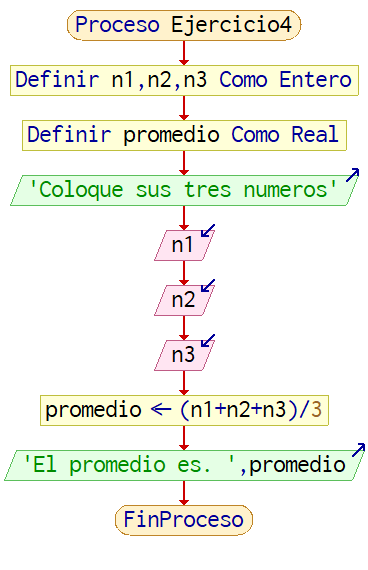 Proceso Ejercicio4
Definir n1,n2,n3 Como Entero
Definir promedio Como Real
'Coloque sus tres numeros'
n1
n2
n3
promedio ← (n1+n2+n3)/3
'El promedio es. ',promedio
FinProceso